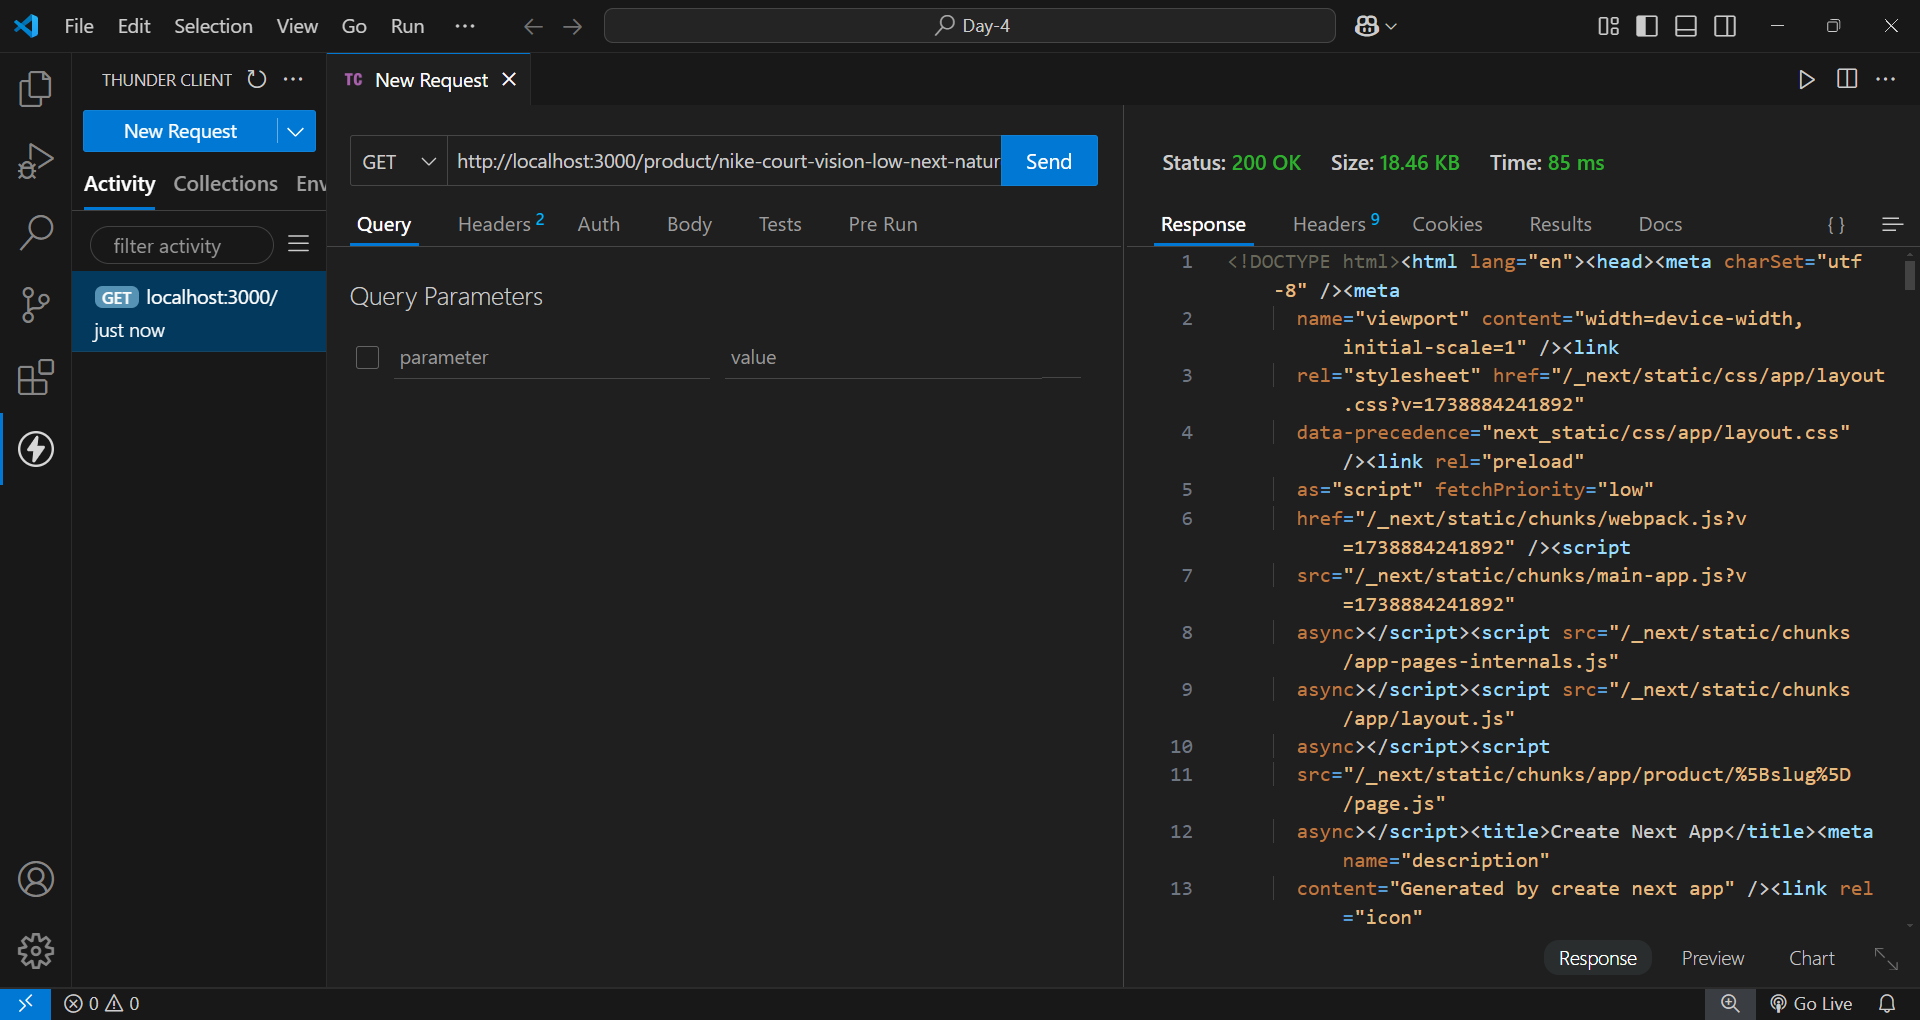 File Edit Selection View Go Run ··· Day-4
THUNDER CLIENT ···
New Request
Activity Collections Env
filter activity
GET localhost:3000/
just now
TC New Request
GET http://localhost:3000/product/nike-court-vision-low-next-natur Send
Query Headers 2 Auth Body Tests Pre Run
Query Parameters
parameter value
Status: 200 OK Size: 18.46 KB Time: 85 ms
Response Headers 9 Cookies Results Docs { }
1 <!DOCTYPE html><html lang="en"><head><meta charSet="utf
-8" /><meta
2 name="viewport" content="width=device-width,
initial-scale=1" /><link
3 rel="stylesheet" href="/_next/static/css/app/layout
.css?v=1738884241892"
4 data-precedence="next_static/css/app/layout.css"
/><link rel="preload"
5 as="script" fetchPriority="low"
6 href="/_next/static/chunks/webpack.js?v
=1738884241892" /><script
7 src="/_next/static/chunks/main-app.js?v
=1738884241892"
8 async></script><script src="/_next/static/chunks
/app-pages-internals.js"
9 async></script><script src="/_next/static/chunks
/app/layout.js"
10 async></script><script
11 src="/_next/static/chunks/app/product/%5Bslug%5D
/page.js"
12 async></script><title>Create Next App</title><meta
name="description"
13 content="Generated by create next app" /><link rel
="icon"
Response Preview Chart
0 0 Go Live